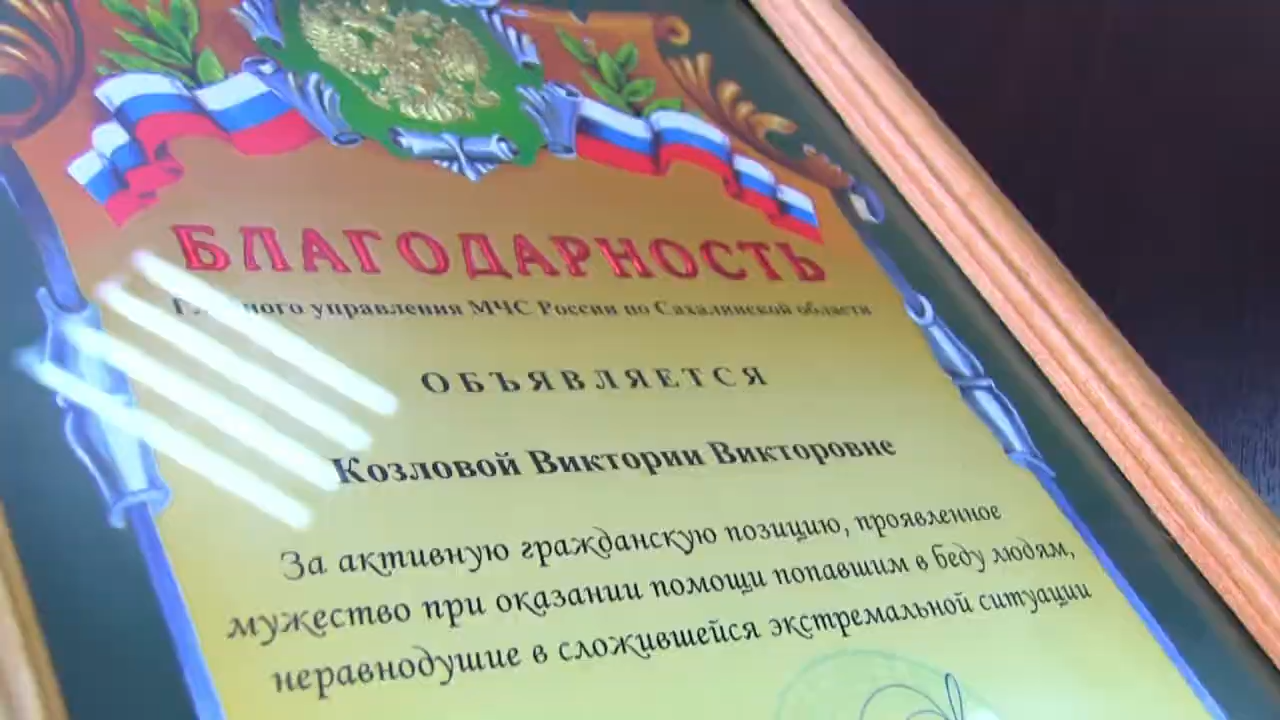 БЛАГОДАРНОСТЬ
Главного управления МЧС России по Сахалинской области
ОБЪЯВЛЯЕТСЯ
Козловой Виктории Викторовне
За активную гражданскую позицию, проявленное
мужество при оказании помощи попавшим в беду людям,
неравнодушие в сложившейся экстремальной ситуации